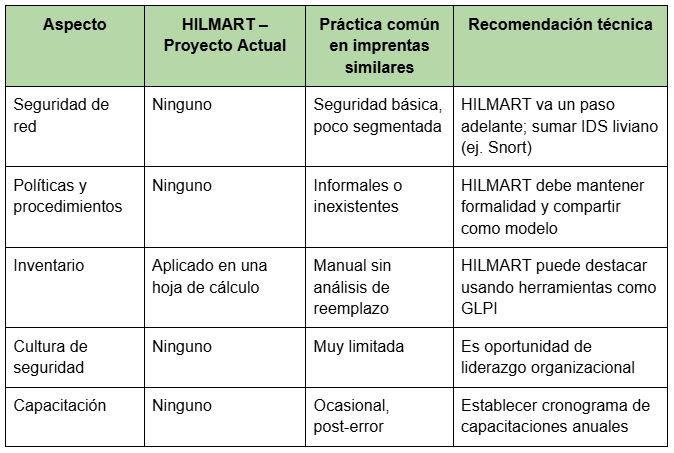 Aspecto
HILMART –
Proyecto Actual
Práctica común
en imprentas
similares
Recomendación técnica
Seguridad de
red
Ninguno
Seguridad básica,
poco segmentada
HILMART va un paso
adelante; sumar IDS liviano
(ej. Snort)
Políticas y
procedimientos
Ninguno
Informales o
inexistentes
HILMART debe mantener
formalidad y compartir
como modelo
Inventario
Aplicado en una
hoja de cálculo
Manual sin
análisis de
reemplazo
HILMART puede destacar
usando herramientas como
GLPI
Cultura de
seguridad
Ninguno
Muy limitada
Es oportunidad de
liderazgo organizacional
Capacitación
Ninguno
Ocasional,
post-error
Establecer cronograma de
capacitaciones anuales